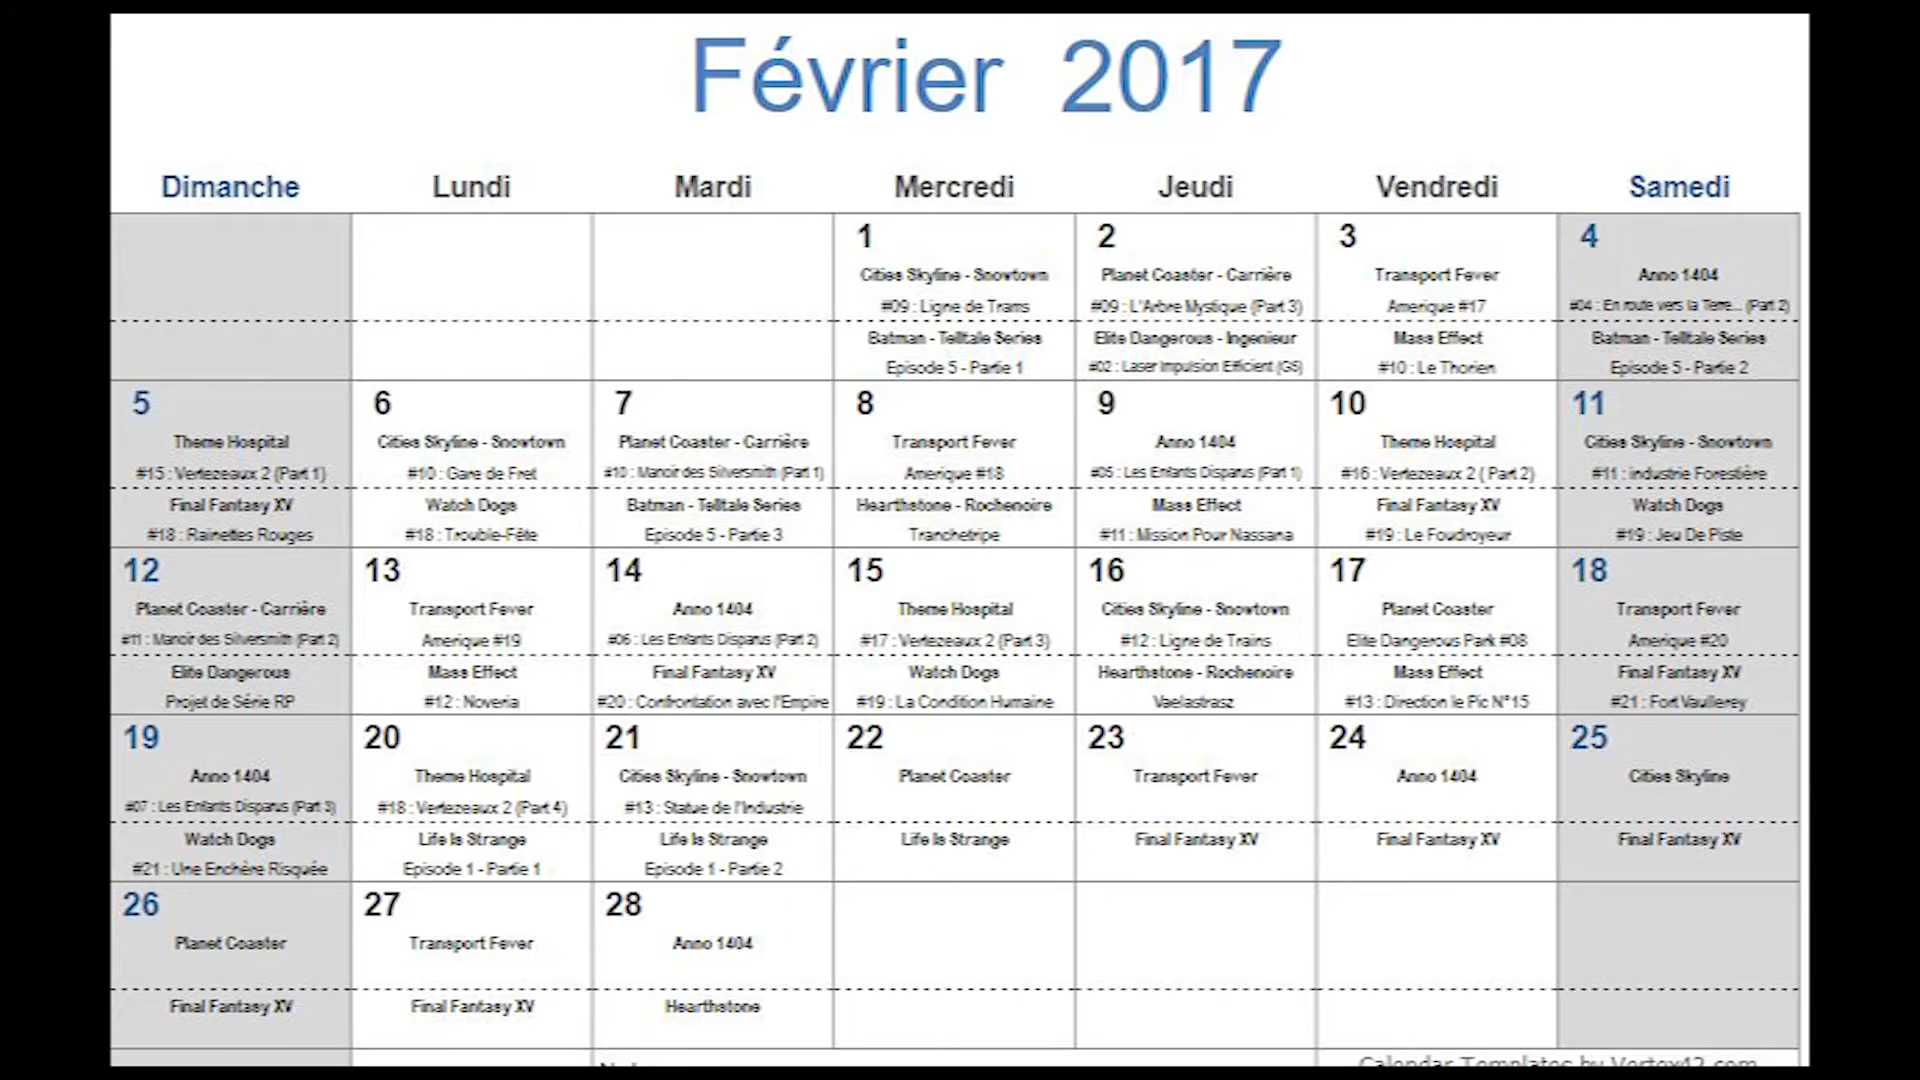 Février 2017
Dimanche Lundi Mardi Mercredi Jeudi Vendredi Samedi
1 2 3 4
Cities Skyline - Snowtown Planet Coaster - Carrière Transport Fever Anno 1404
#09 : Ligne de Trams #09 : L'Arbre Mystique (Part 3) Amerique #17 #04 : En route vers la Terre... (Part 2)
Batman - Telltale Series Elite Dangerous - Ingenieur Mass Effect Batman - Telltale Series
Episode 5 - Partie 1 #02 : Laser Impulsion Efficient (G5) #10 : Le Thorien Episode 5 - Partie 2
5 6 7 8 9 10 11
Theme Hospital Cities Skyline - Snowtown Planet Coaster - Carrière Transport Fever Anno 1404 Theme Hospital Cities Skyline - Snowtown
#15 : Vertezeaux 2 (Part 1) #10 : Gare de Fret #10 : Manoir des Silversmith (Part 1) Amerique #18 #05 : Les Enfants Disparus (Part 1) #16 : Vertezeaux 2 ( Part 2) #11 : industrie Forestière
Final Fantasy XV Watch Dogs Batman - Telltale Series Hearthstone - Rochenoire Mass Effect Final Fantasy XV Watch Dogs
#18 : Rainettes Rouges #18 : Trouble-Fête Episode 5 - Partie 3 Tranchetripe #11 : Mission Pour Nassana #19 : Le Foudroyeur #19 : Jeu De Piste
12 13 14 15 16 17 18
Planet Coaster - Carrière Transport Fever Anno 1404 Theme Hospital Cities Skyline - Snowtown Planet Coaster Transport Fever
#11 : Manoir des Silversmith (Part 2) Amerique #19 #06 : Les Enfants Disparus (Part 2) #17 : Vertezeaux 2 (Part 3) #12 : Ligne de Trains Elite Dangerous Park #08 Amerique #20
Elite Dangerous Mass Effect Final Fantasy XV Watch Dogs Hearthstone - Rochenoire Mass Effect Final Fantasy XV
Projet de Série RP #12 : Noveria #20 : Confrontation avec l'Empire #19 : La Condition Humaine Vaelastrasz #13 : Direction le Pic N°15 #21 : Fort Vaullerey
19 20 21 22 23 24 25
Anno 1404 Theme Hospital Cities Skyline - Snowtown Planet Coaster Transport Fever Anno 1404 Cities Skyline
#07 : Les Enfants Disparus (Part 3) #18 : Vertezeaux 2 (Part 4) #13 : Statue de l'Industrie
Watch Dogs Life Is Strange Life Is Strange Life Is Strange Final Fantasy XV Final Fantasy XV Final Fantasy XV
#21 : Une Enchère Risquée Episode 1 - Partie 1 Episode 1 - Partie 2
26 27 28
Planet Coaster Transport Fever Anno 1404
Final Fantasy XV Final Fantasy XV Hearthstone
Calendar Templates by Vertex42.com